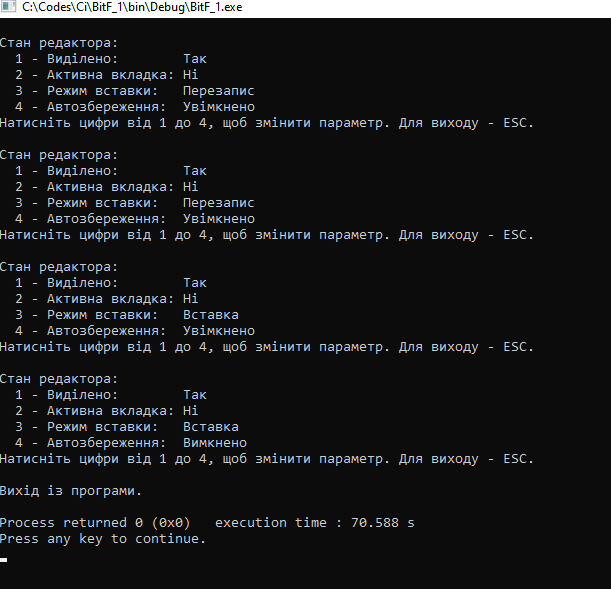 C:\Codes\Ci\BitF_1\bin\Debug\BitF_1.exe
Стан редактора:
1 - Виділено: Так
2 - Активна вкладка: Ні
3 - Режим вставки: Перезапис
4 - Автозбереження: Увімкнено
Натисніть цифри від 1 до 4, щоб змінити параметр. Для виходу - ESC.
Стан редактора:
1 - Виділено: Так
2 - Активна вкладка: Ні
3 - Режим вставки: Перезапис
4 - Автозбереження: Увімкнено
Натисніть цифри від 1 до 4, щоб змінити параметр. Для виходу - ESC.
Стан редактора:
1 - Виділено: Так
2 - Активна вкладка: Ні
3 - Режим вставки: Вставка
4 - Автозбереження: Увімкнено
Натисніть цифри від 1 до 4, щоб змінити параметр. Для виходу - ESC.
Стан редактора:
1 - Виділено: Так
2 - Активна вкладка: Ні
3 - Режим вставки: Вставка
4 - Автозбереження: Вимкнено
Натисніть цифри від 1 до 4, щоб змінити параметр. Для виходу - ESC.
Вихід із програми.
Process returned 0 (0x0) execution time : 70.588 s
Press any key to continue.